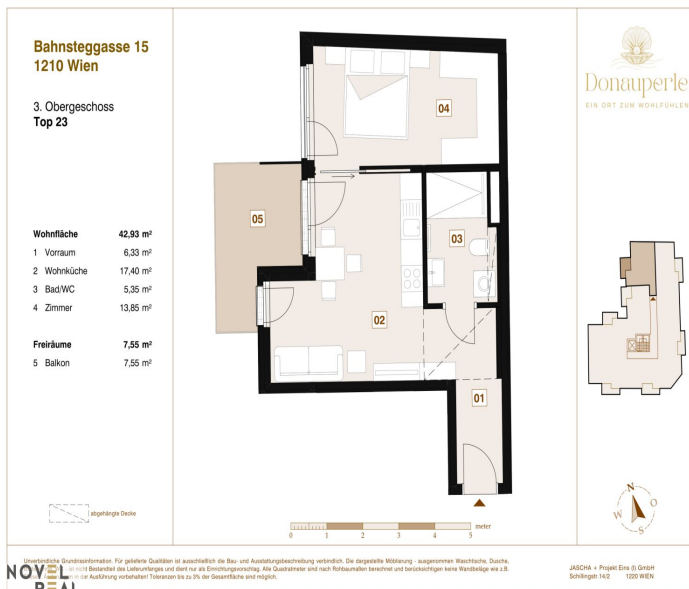 Bahnsteggasse 15
1210 Wien
3. Obergeschoss
Top 23
Wohnfläche 42,93 m²
1 Vorraum 6,33 m²
2 Wohnküche 17,40 m²
3 Bad/WC 5,35 m²
4 Zimmer 13,85 m²
Freiräume 7,55 m²
5 Balkon 7,55 m²
abgehängte Decke
04
05
03
02
01
0 1 2 3 4 5 meter
Donauperle
EIN ORT ZUM WOHLFÜHLEN
N
O
S
W
Unverbindliche Grundrissinformation. Für gelieferte Qualitäten ist ausschließlich die Bau- und Ausstattungsbeschreibung verbindlich. Die dargestellte Möblierung - ausgenommen Waschtische, Dusche,
ist nicht Bestandteil des Lieferumfanges und dient nur als Einrichtungsvorschlag. Alle Quadratmeter sind nach Rohbaumaßen berechnet und berücksichtigen keine Wandbeläge wie z.B.
in der Ausführung vorbehalten! Toleranzen bis zu 3% der Gesamtfläche sind möglich.
JASCHA + Projekt Eins (I) GmbH
Schillingstr.14/2 1220 WIEN
NOVEL
REAL